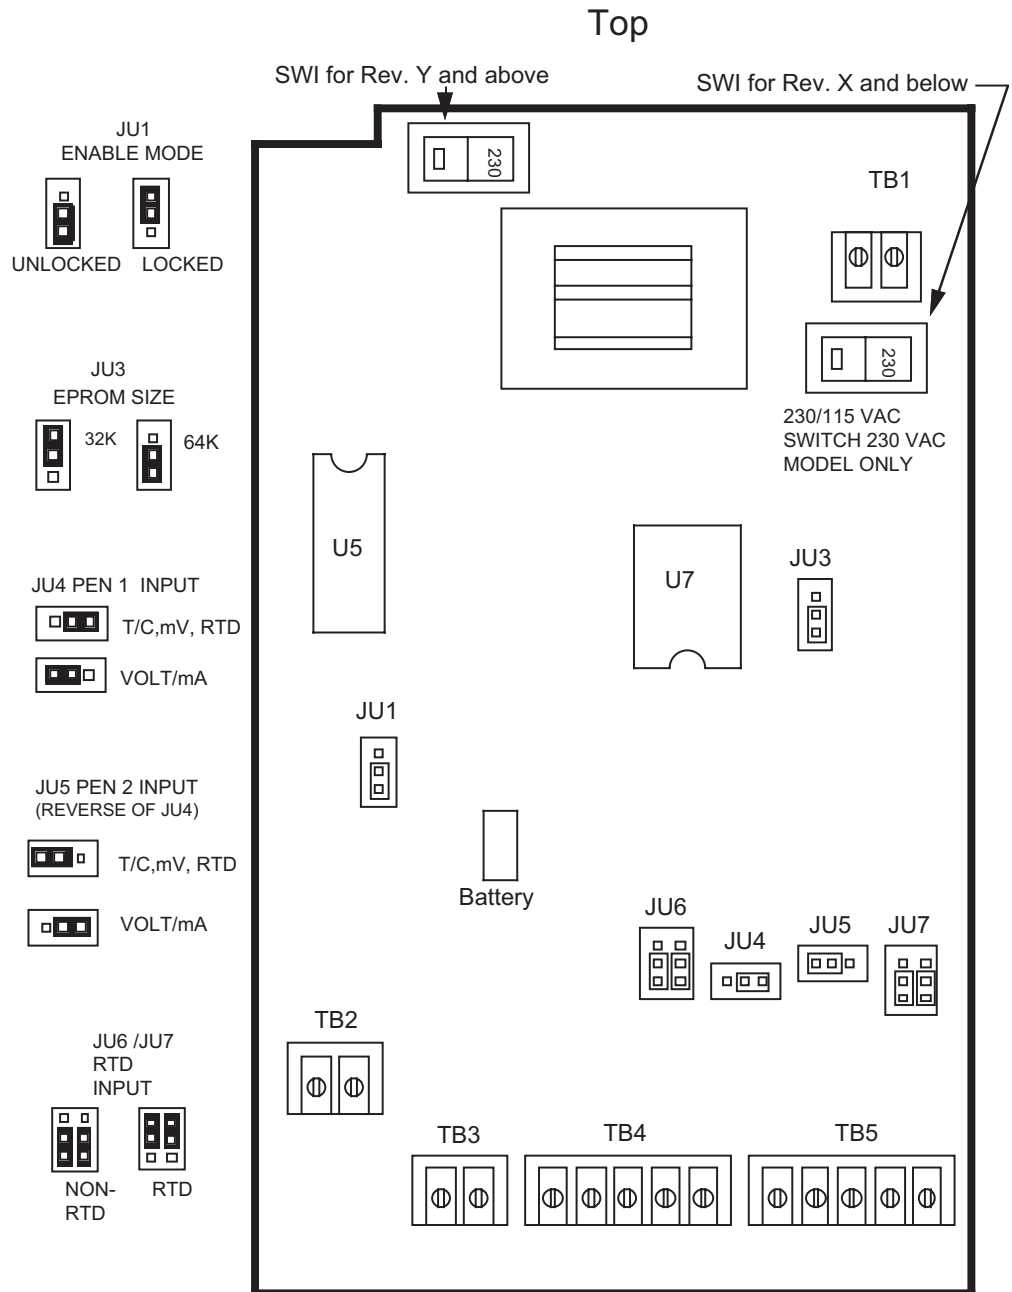 Top
SWI for Rev. Y and above
SWI for Rev. X and below
JU1
ENABLE MODE
UNLOCKED
LOCKED
230
TB1
230
230/115 VAC
SWITCH 230 VAC
MODEL ONLY
JU3
EPROM SIZE
32K
64K
U5
U7
JU3
JU4 PEN 1 INPUT
T/C,mV, RTD
VOLT/mA
JU1
JU5 PEN 2 INPUT
(REVERSE OF JU4)
T/C,mV, RTD
VOLT/mA
Battery
JU6
JU4
JU5
JU7
TB2
JU6 /JU7
RTD
INPUT
NON-
RTD
RTD
TB3
TB4
TB5